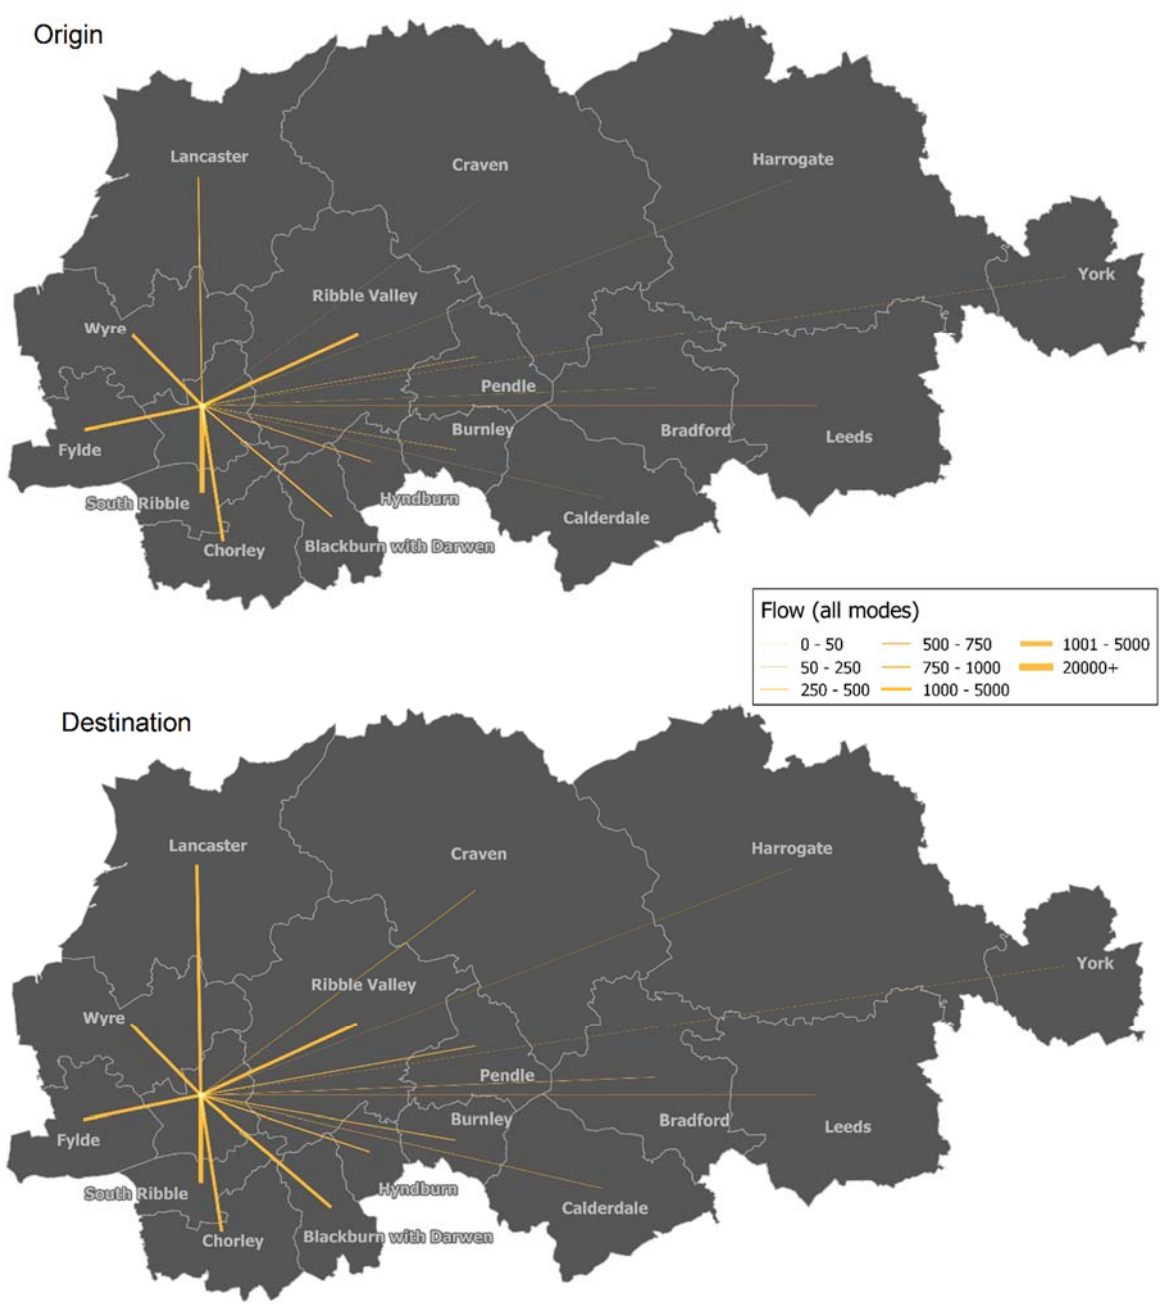 Origin
Lancaster
Craven
Harrogate
York
Ribble Valley
Wyre
Pendle
Burnley
Bradford
Leeds
Fylde
South Ribble
Hyndburn
Calderdale
Chorley
Blackburn with Darwen
Flow (all modes)
0 - 50 500 - 750 1001 - 5000
50 - 250 750 - 1000 20000+
250 - 500 1000 - 5000
Destination
Lancaster
Craven
Harrogate
York
Ribble Valley
Wyre
Pendle
Burnley
Bradford
Leeds
Fylde
South Ribble
Hyndburn
Calderdale
Chorley
Blackburn with Darwen